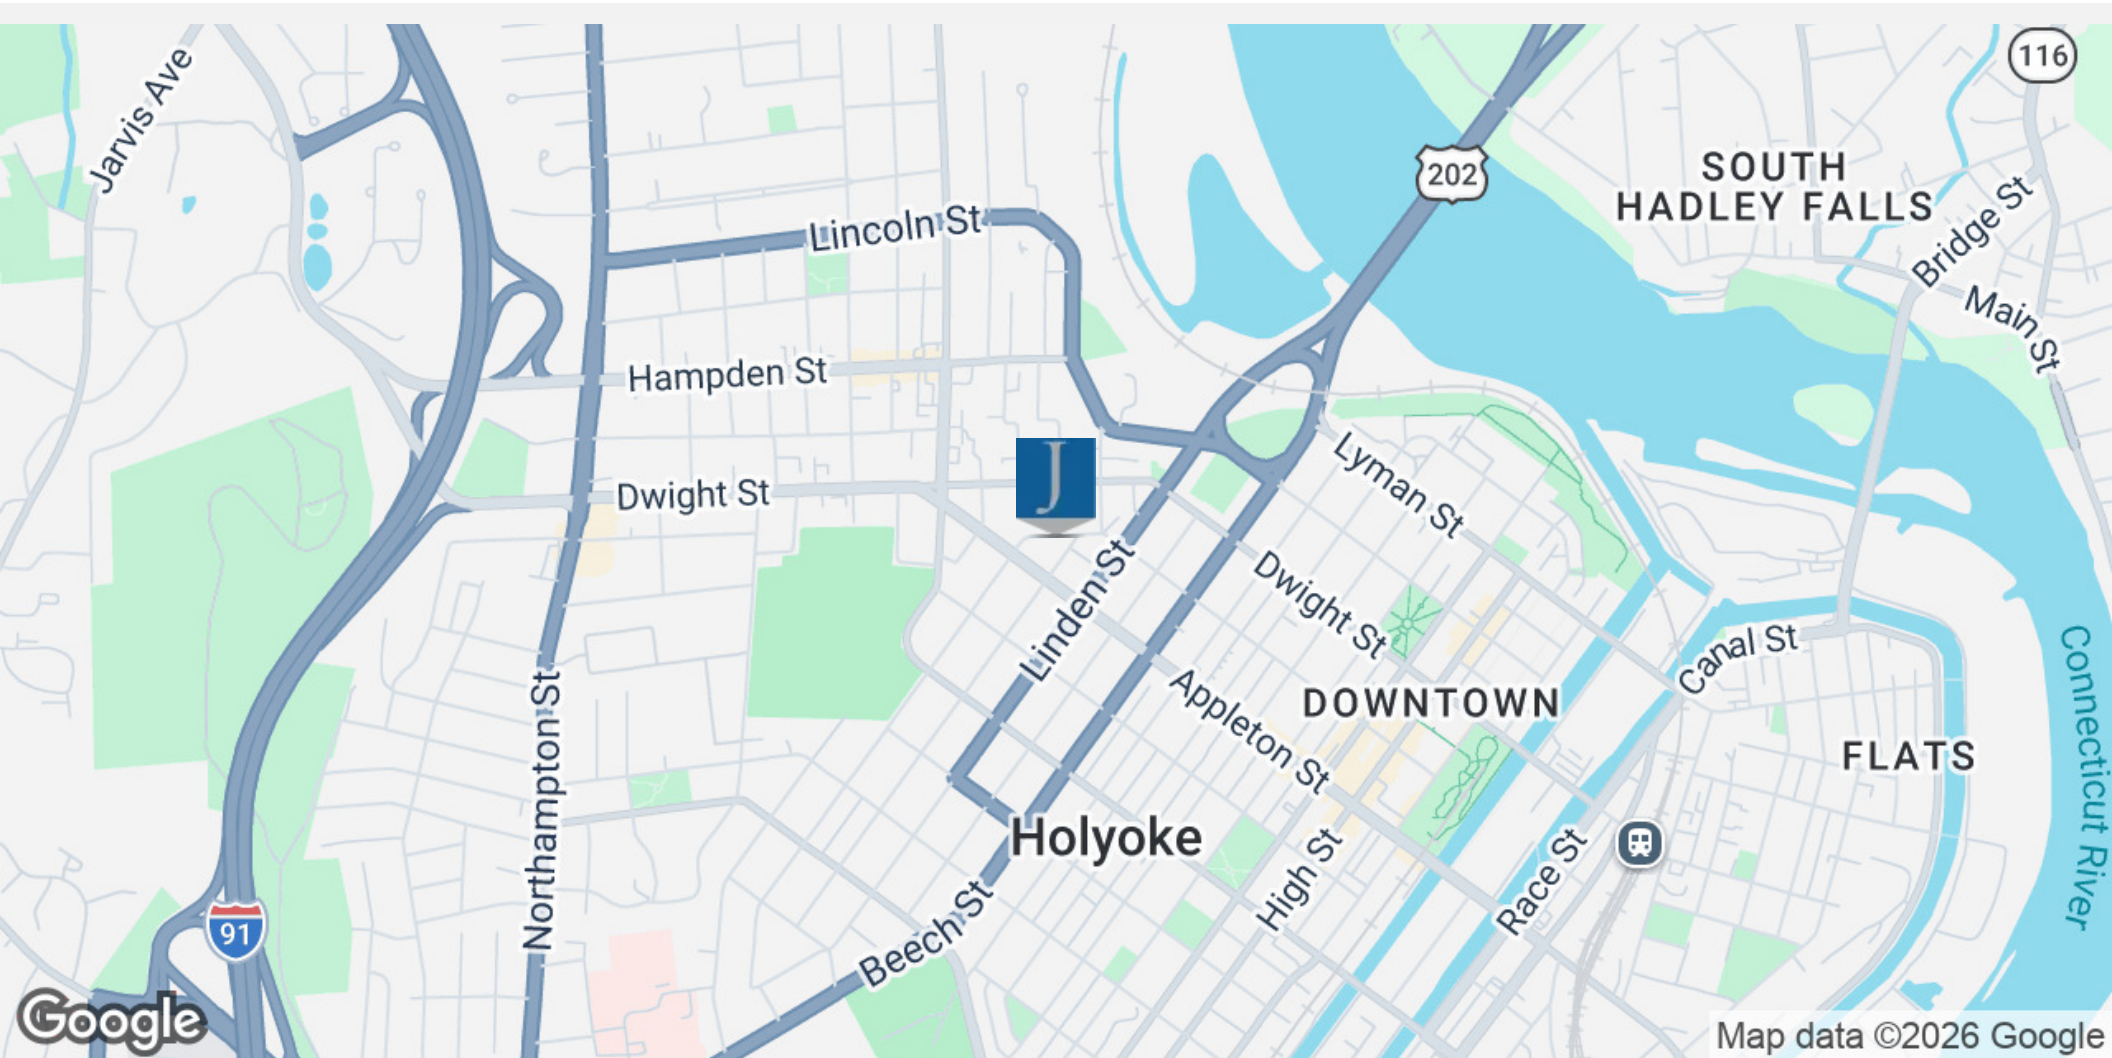 Jarvis Ave
116
202
SOUTH
HADLEY FALLS
Bridge St
Lincoln St
Main St
Hampden St
J
Dwight St
Lyman St
Linden St
Dwight St
Canal St
Connecticut River
Northampton St
Appleton St
DOWNTOWN
FLATS
Holyoke
High St
Race St
Beech St
91
Google
Map data ©2026 Google